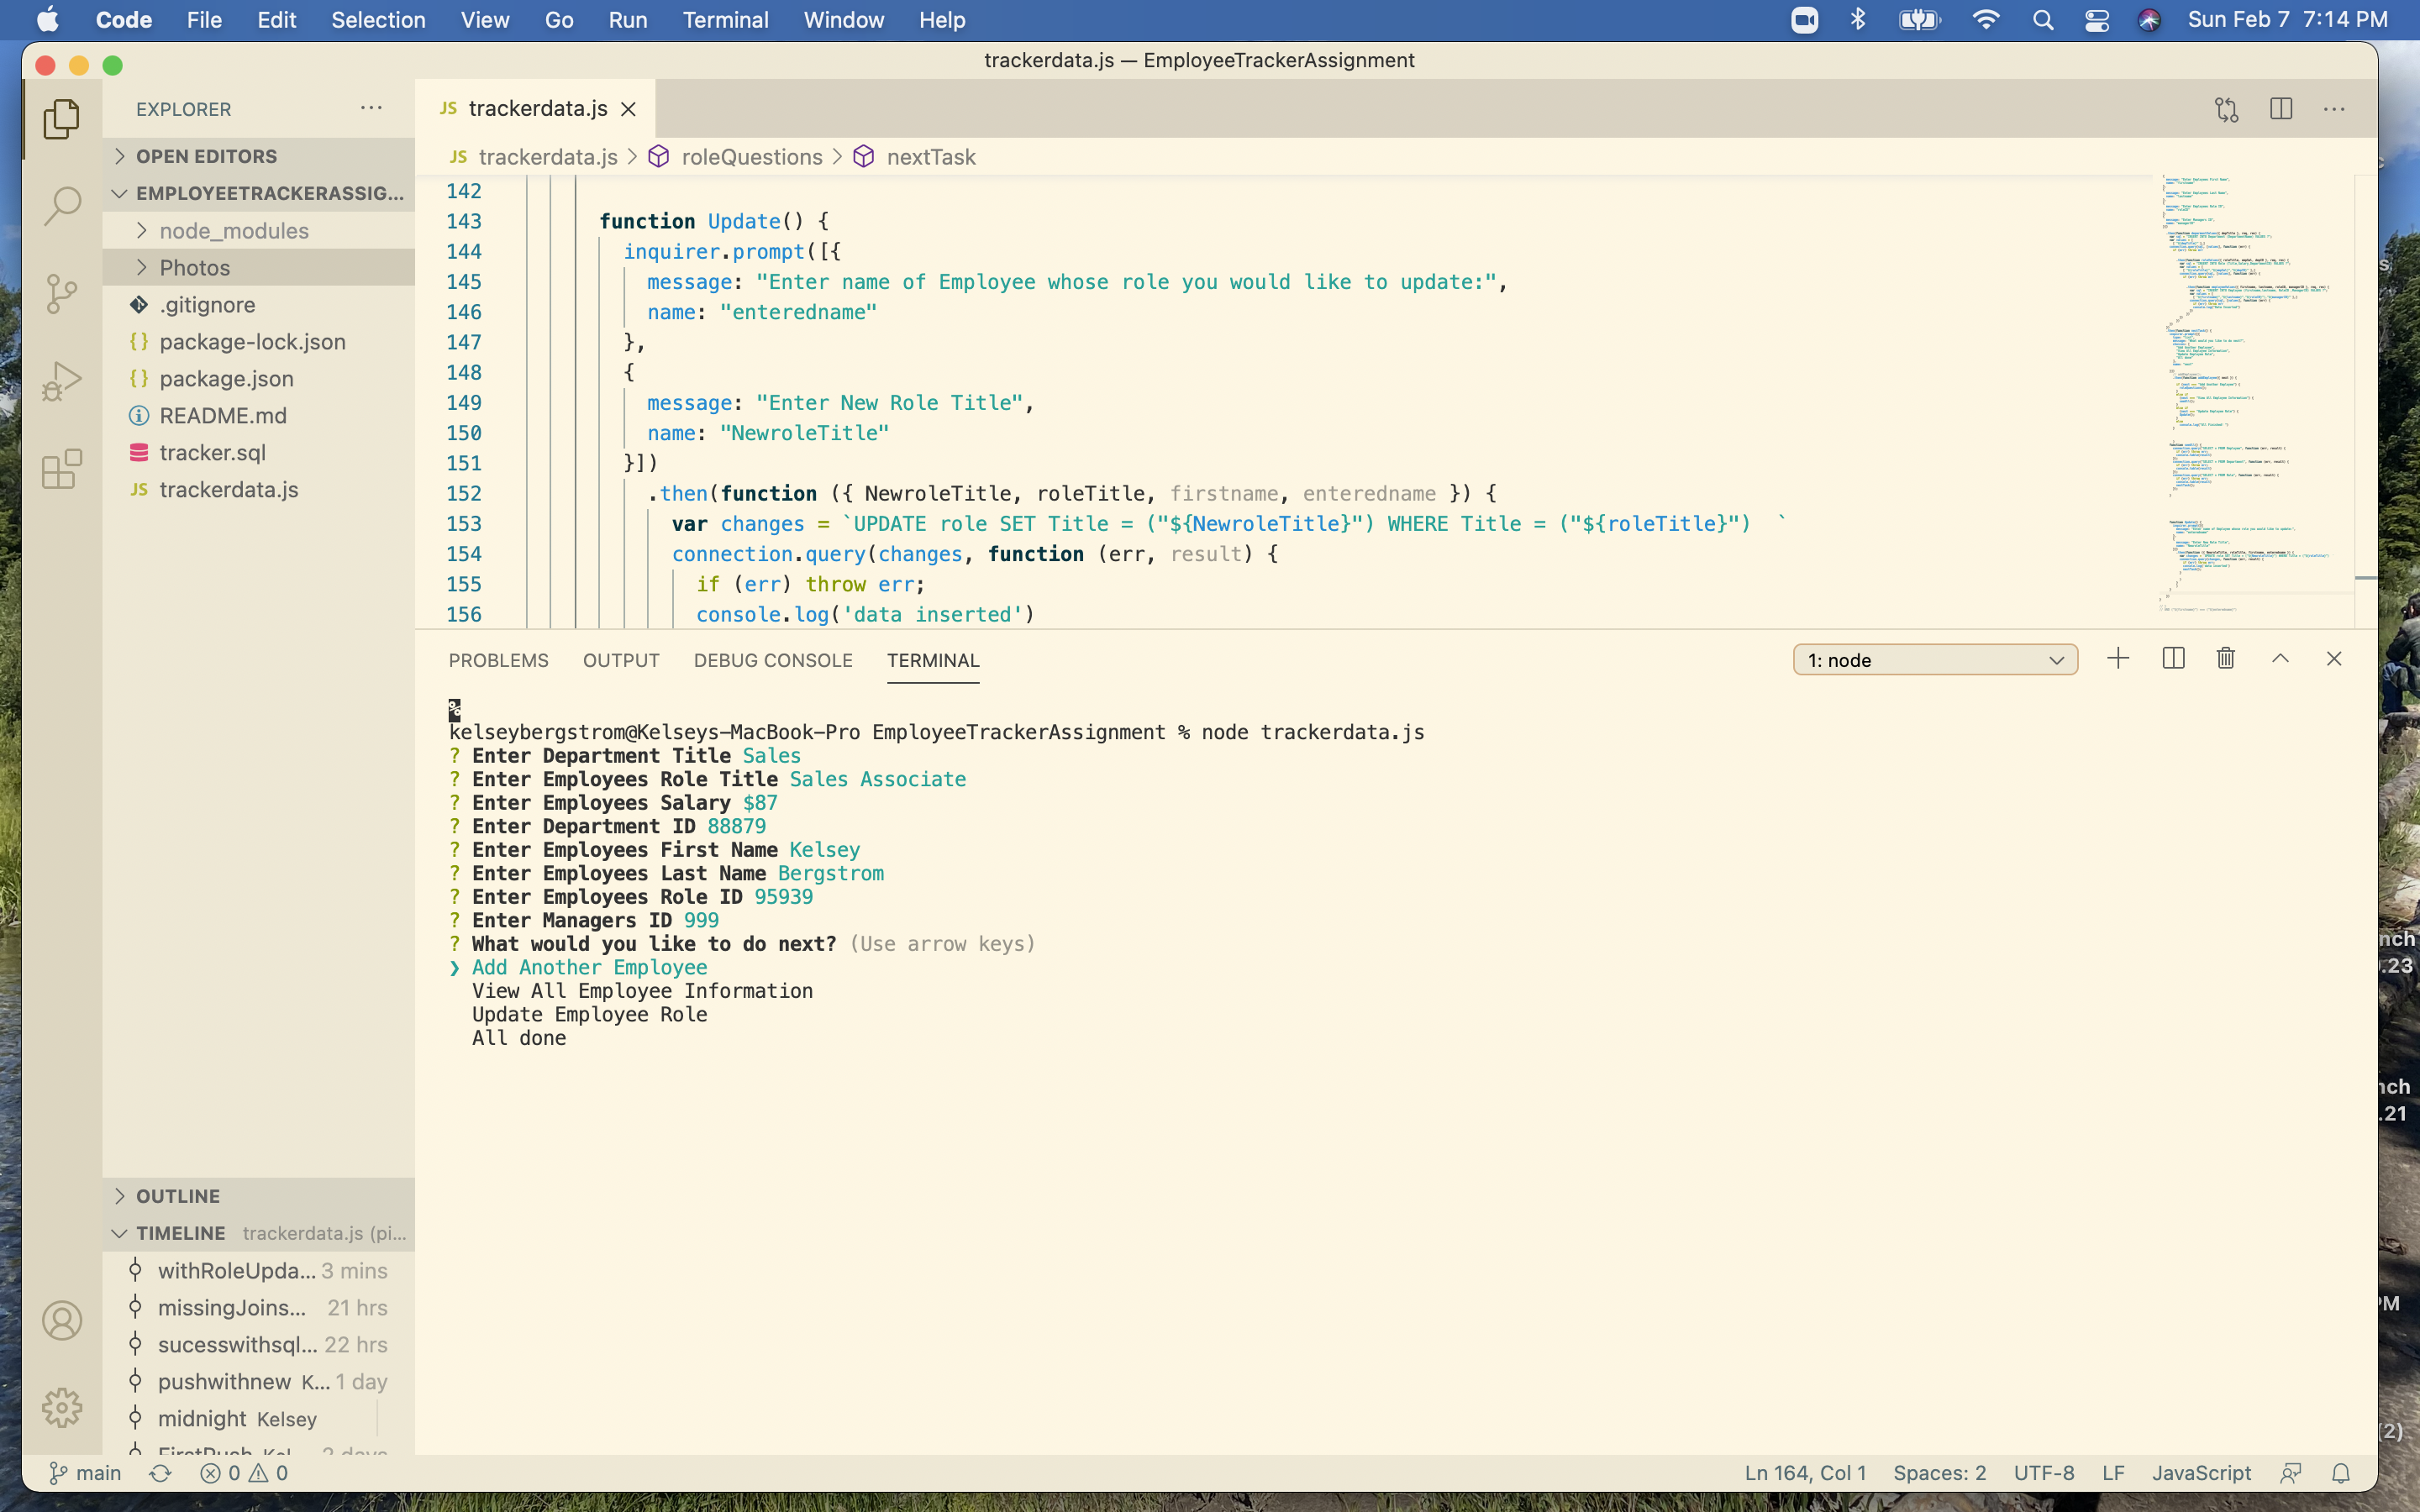 Code File Edit Selection View Go Run Terminal Window Help Sun Feb 7 7:14 PM
trackerdata.js — EmployeeTrackerAssignment
EXPLORER ···
JS trackerdata.js
OPEN EDITORS
JS trackerdata.js > roleQuestions > nextTask
EMPLOYEETRACKERASSIG...
node_modules
Photos
.gitignore
{} package-lock.json
{} package.json
README.md
tracker.sql
JS trackerdata.js
142
143 function Update() {
144 inquirer.prompt([{
145 message: "Enter name of Employee whose role you would like to update:",
146 name: "enteredname"
147 },
148 {
149 message: "Enter New Role Title",
150 name: "NewroleTitle"
151 }])
152 .then(function ({ NewroleTitle, roleTitle, firstname, enteredname }) {
153 var changes = `UPDATE role SET Title = ("${NewroleTitle}") WHERE Title = ("${roleTitle}")  `
154 connection.query(changes, function (err, result) {
155 if (err) throw err;
156 console.log('data inserted')
PROBLEMS OUTPUT DEBUG CONSOLE TERMINAL 1: node
%
kelseybergstrom@Kelseys-MacBook-Pro EmployeeTrackerAssignment % node trackerdata.js
? Enter Department Title Sales
? Enter Employees Role Title Sales Associate
? Enter Employees Salary $87
? Enter Department ID 88879
? Enter Employees First Name Kelsey
? Enter Employees Last Name Bergstrom
? Enter Employees Role ID 95939
? Enter Managers ID 999
? What would you like to do next? (Use arrow keys)
❯ Add Another Employee
View All Employee Information
Update Employee Role
All done
OUTLINE
TIMELINE trackerdata.js (pi...
withRoleUpda... 3 mins
missingJoins... 21 hrs
sucesswithsql... 22 hrs
pushwithnew K... 1 day
midnight Kelsey
FirstPush Kel... 2 days
main 0 0
Ln 164, Col 1 Spaces: 2 UTF-8 LF JavaScript
nch
.23
nch
.21
PM
(2)